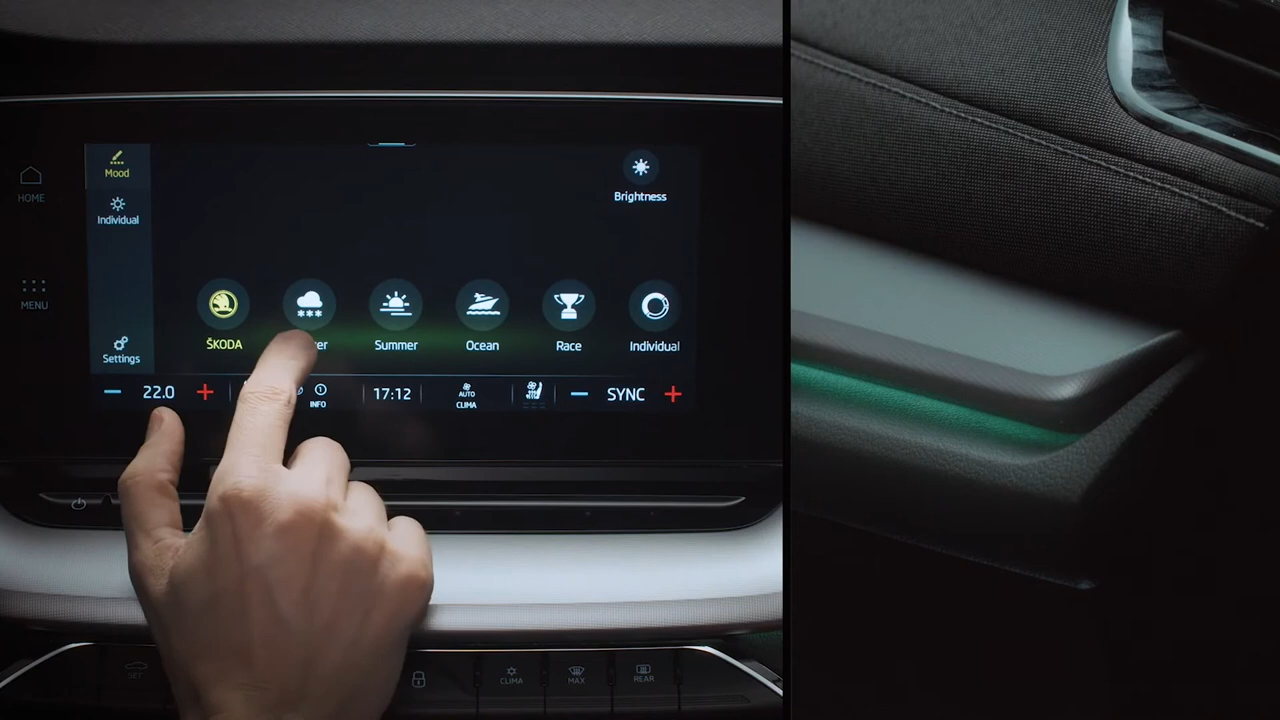 Mood
Brightness
HOME
Individual
MENU
ŠKODA
Summer
Ocean
Race
Individual
Settings
22.0
INFO
17:12
AUTO
CLIMA
SYNC
SET
CLIMA
MAX
REAR